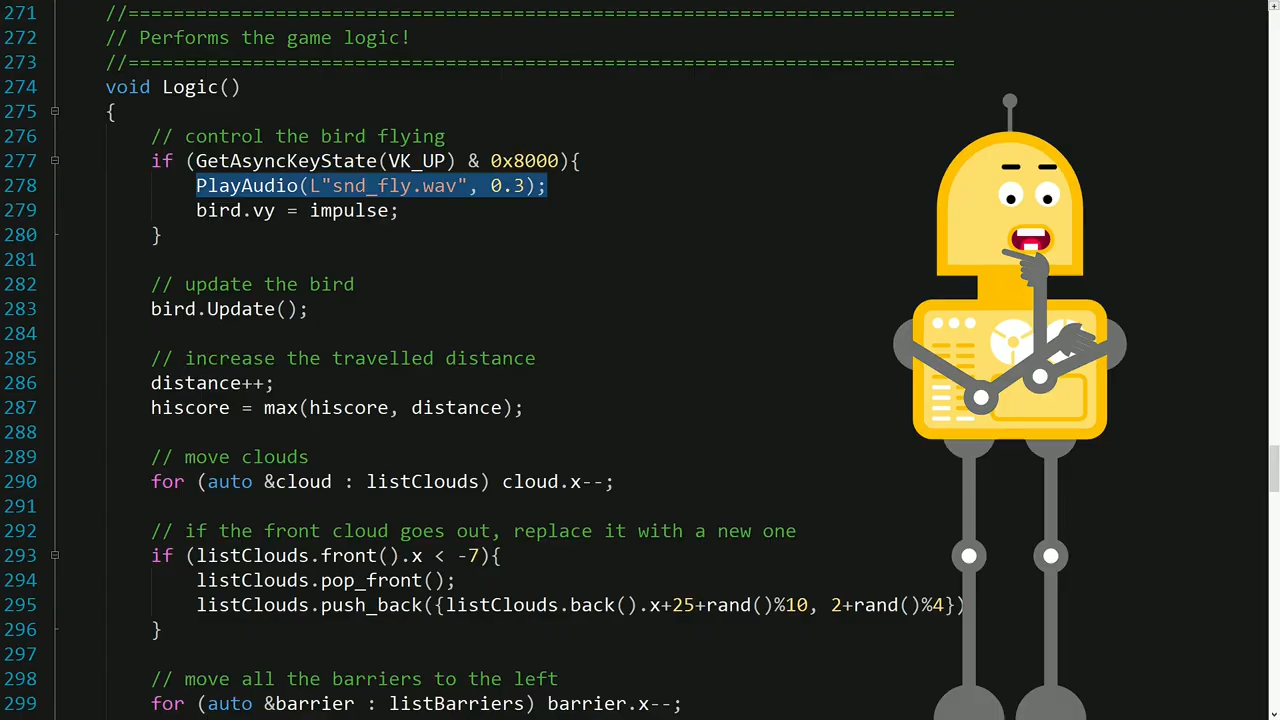 271 //=========================================================================
272 // Performs the game logic!
273 //=========================================================================
274 void Logic()
275 {
276 // control the bird flying
277 if (GetAsyncKeyState(VK_UP) & 0x8000){
278 PlayAudio(L"snd_fly.wav", 0.3);
279 bird.vy = impulse;
280 }
281
282 // update the bird
283 bird.Update();
284
285 // increase the travelled distance
286 distance++;
287 hiscore = max(hiscore, distance);
288
289 // move clouds
290 for (auto &cloud : listClouds) cloud.x--;
291
292 // if the front cloud goes out, replace it with a new one
293 if (listClouds.front().x < -7){
294 listClouds.pop_front();
295 listClouds.push_back({listClouds.back().x+25+rand()%10, 2+rand()%4})
296 }
297
298 // move all the barriers to the left
299 for (auto &barrier : listBarriers) barrier.x--;